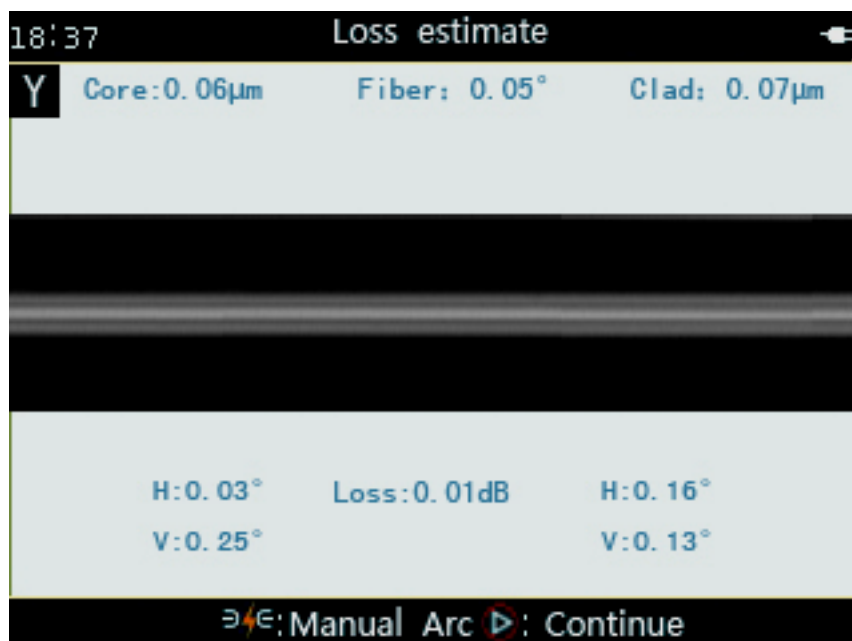 18:37 Loss estimate
Y Core:0.06μm Fiber: 0.05° Clad: 0.07μm
H:0.03° Loss:0.01dB H:0.16°
V:0.25° V:0.13°
:Manual Arc : Continue